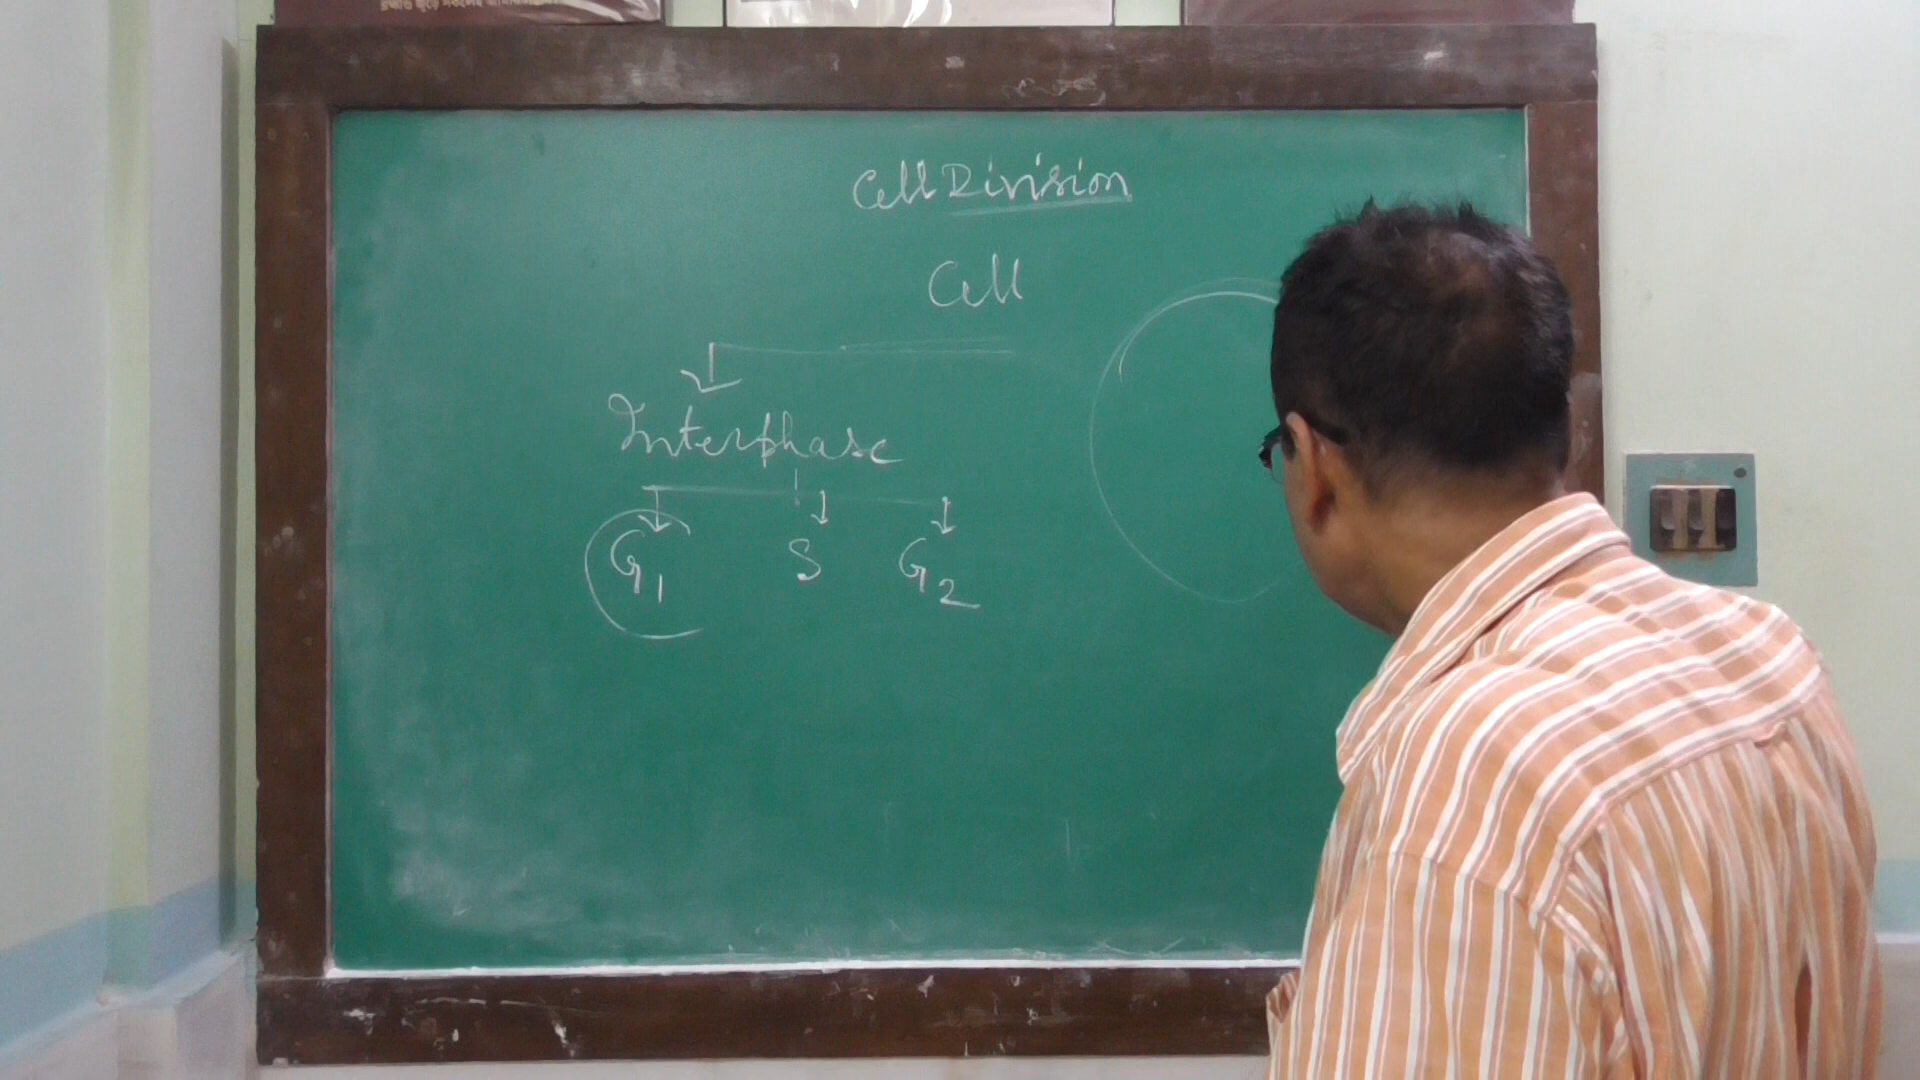 Cell Division
Cell
Interphase
G1 S G2